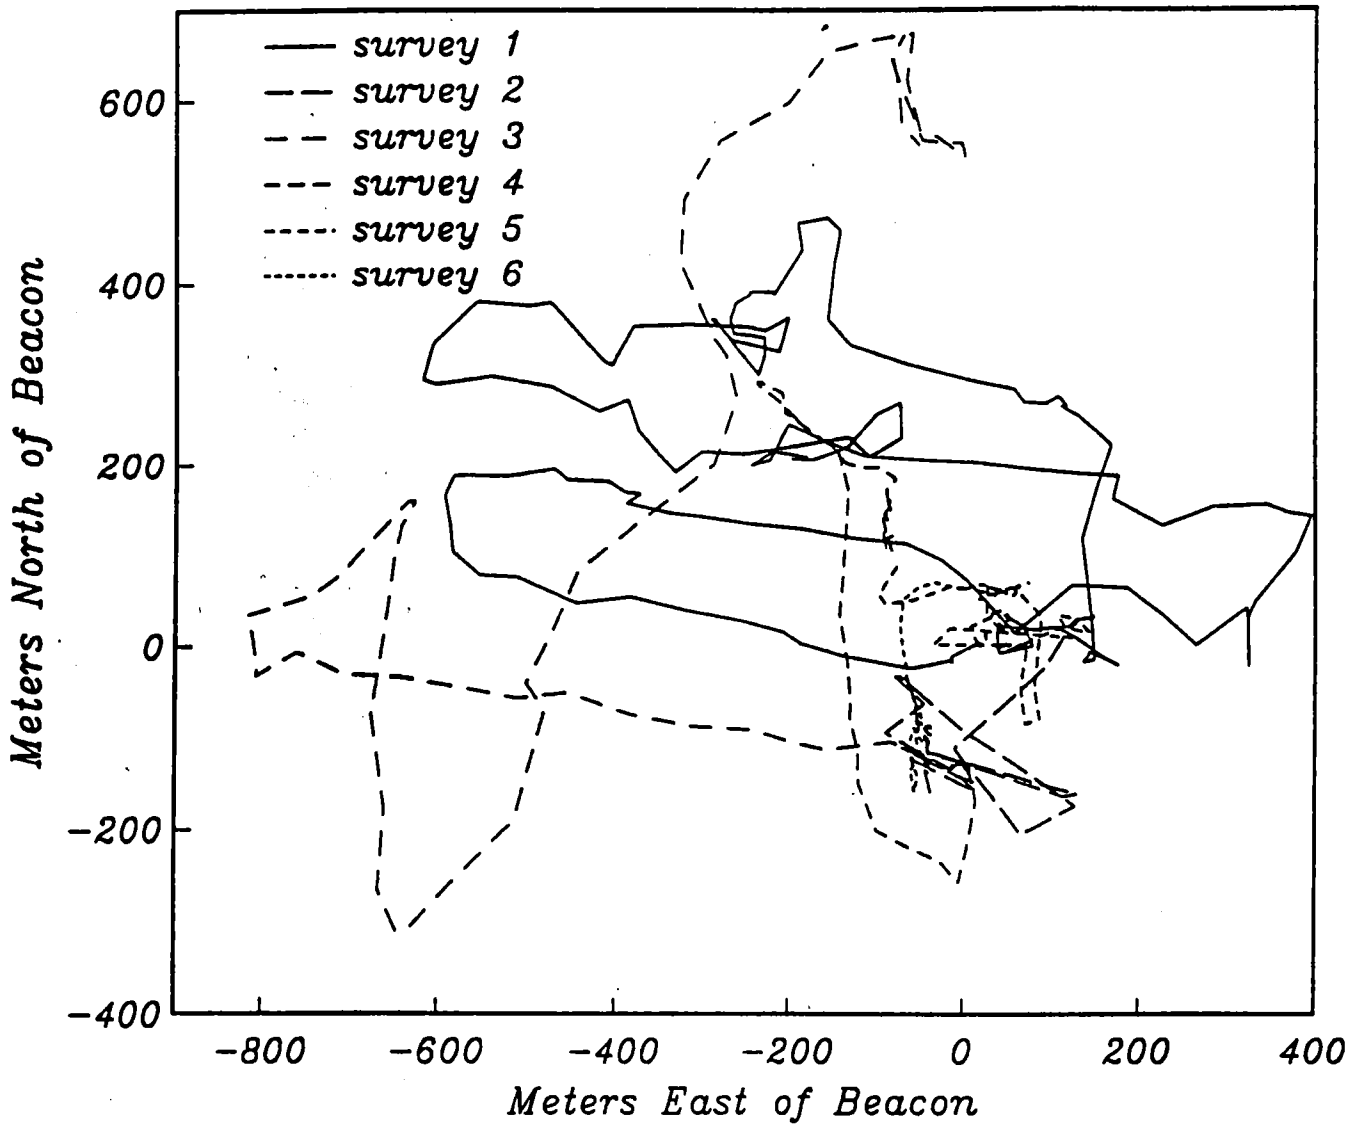 survey 1
survey 2
survey 3
survey 4
survey 5
survey 6
600
400
200
0
-200
-400
-800 -600 -400 -200 0 200 400
Meters East of Beacon
Meters North of Beacon